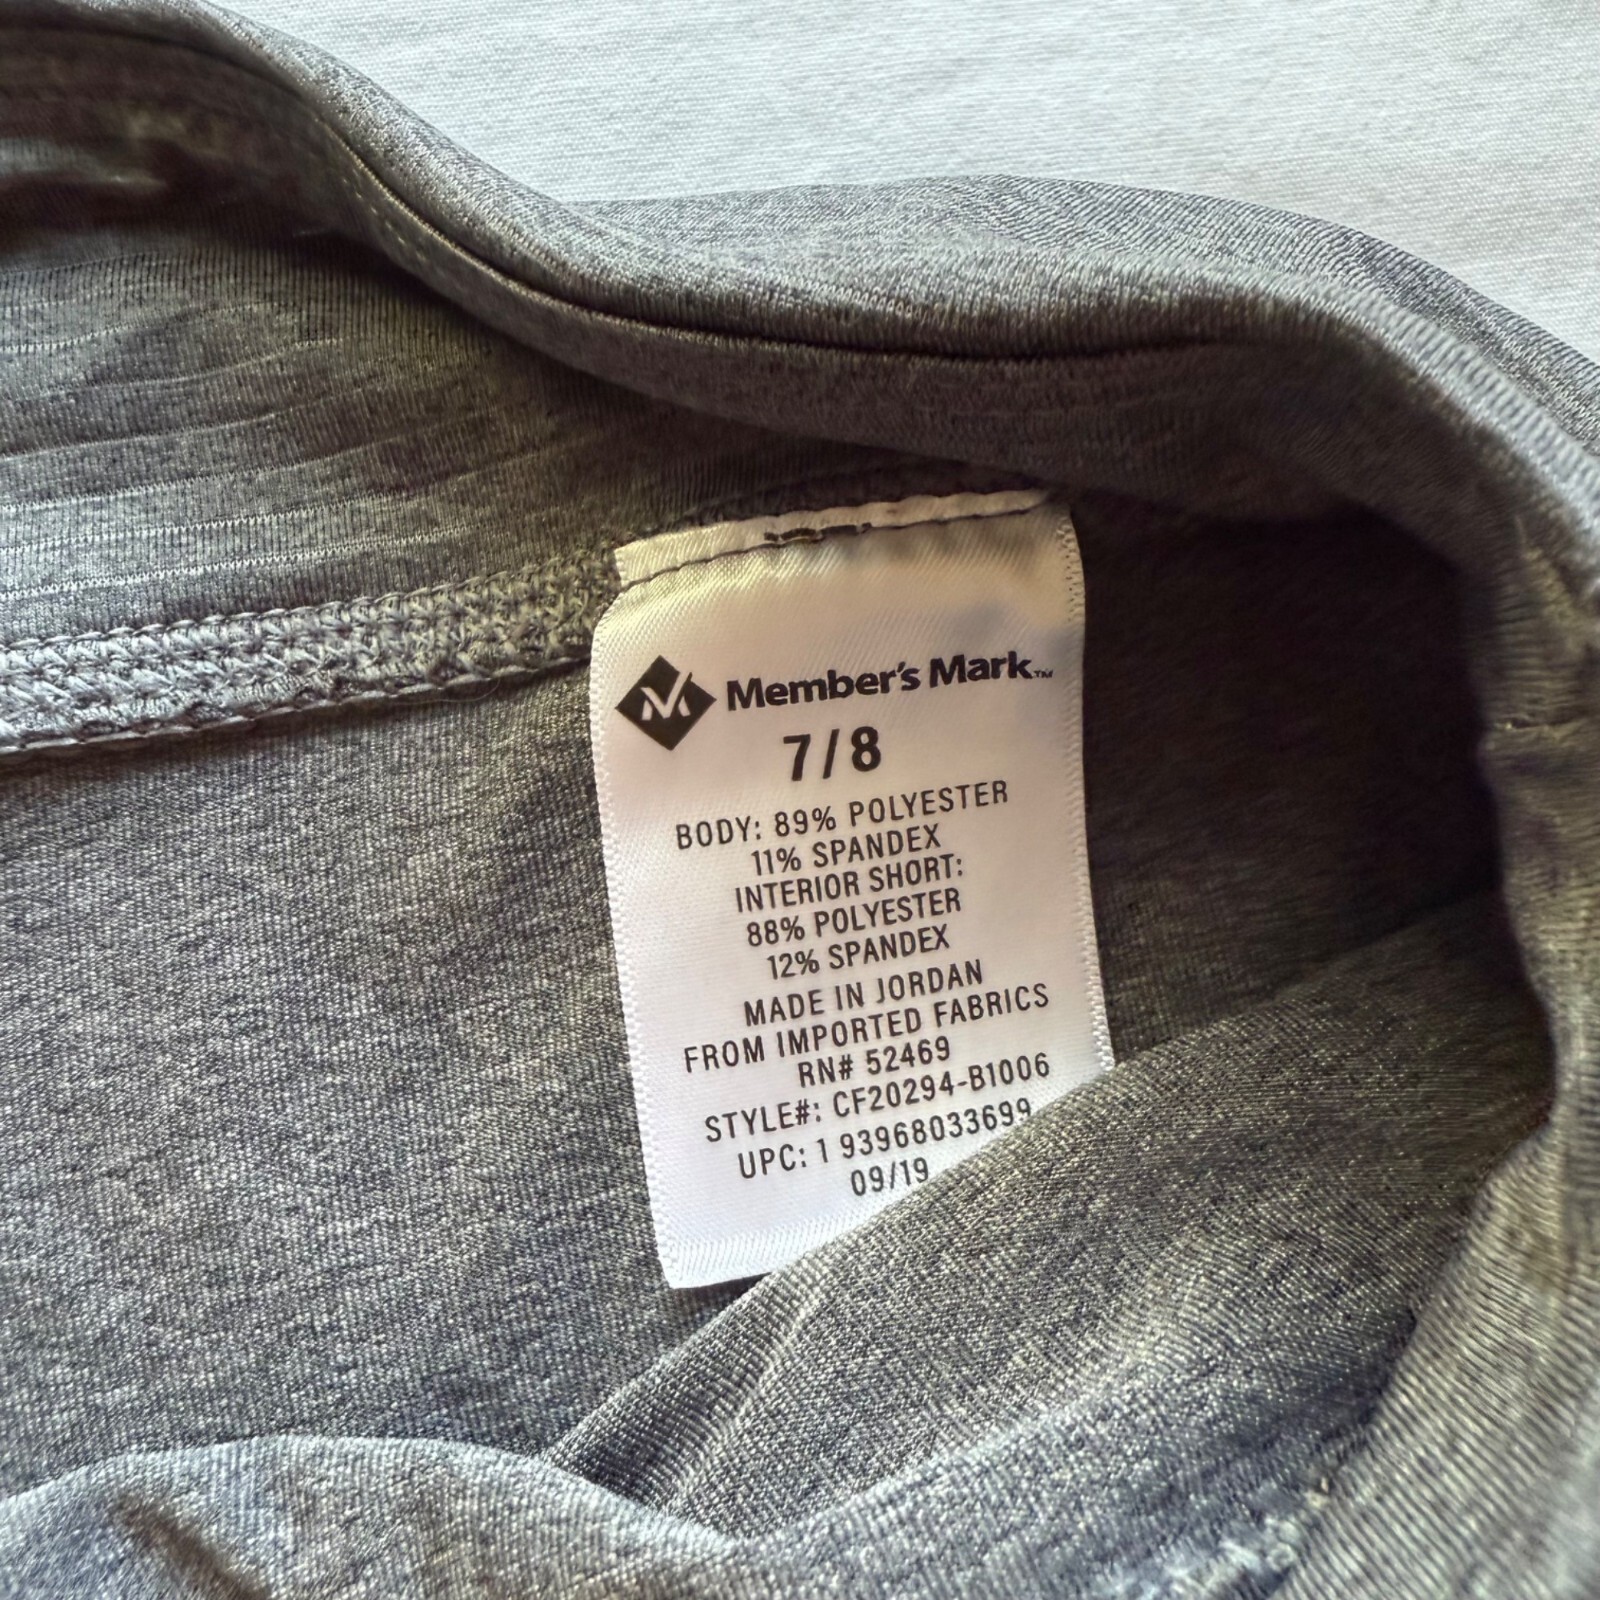 Member's Mark™
7/8
BODY: 89% POLYESTER
11% SPANDEX
INTERIOR SHORT:
88% POLYESTER
12% SPANDEX
MADE IN JORDAN
FROM IMPORTED FABRICS
RN# 52469
STYLE#: CF20294-B1006
UPC: 1 93968033699
09/19